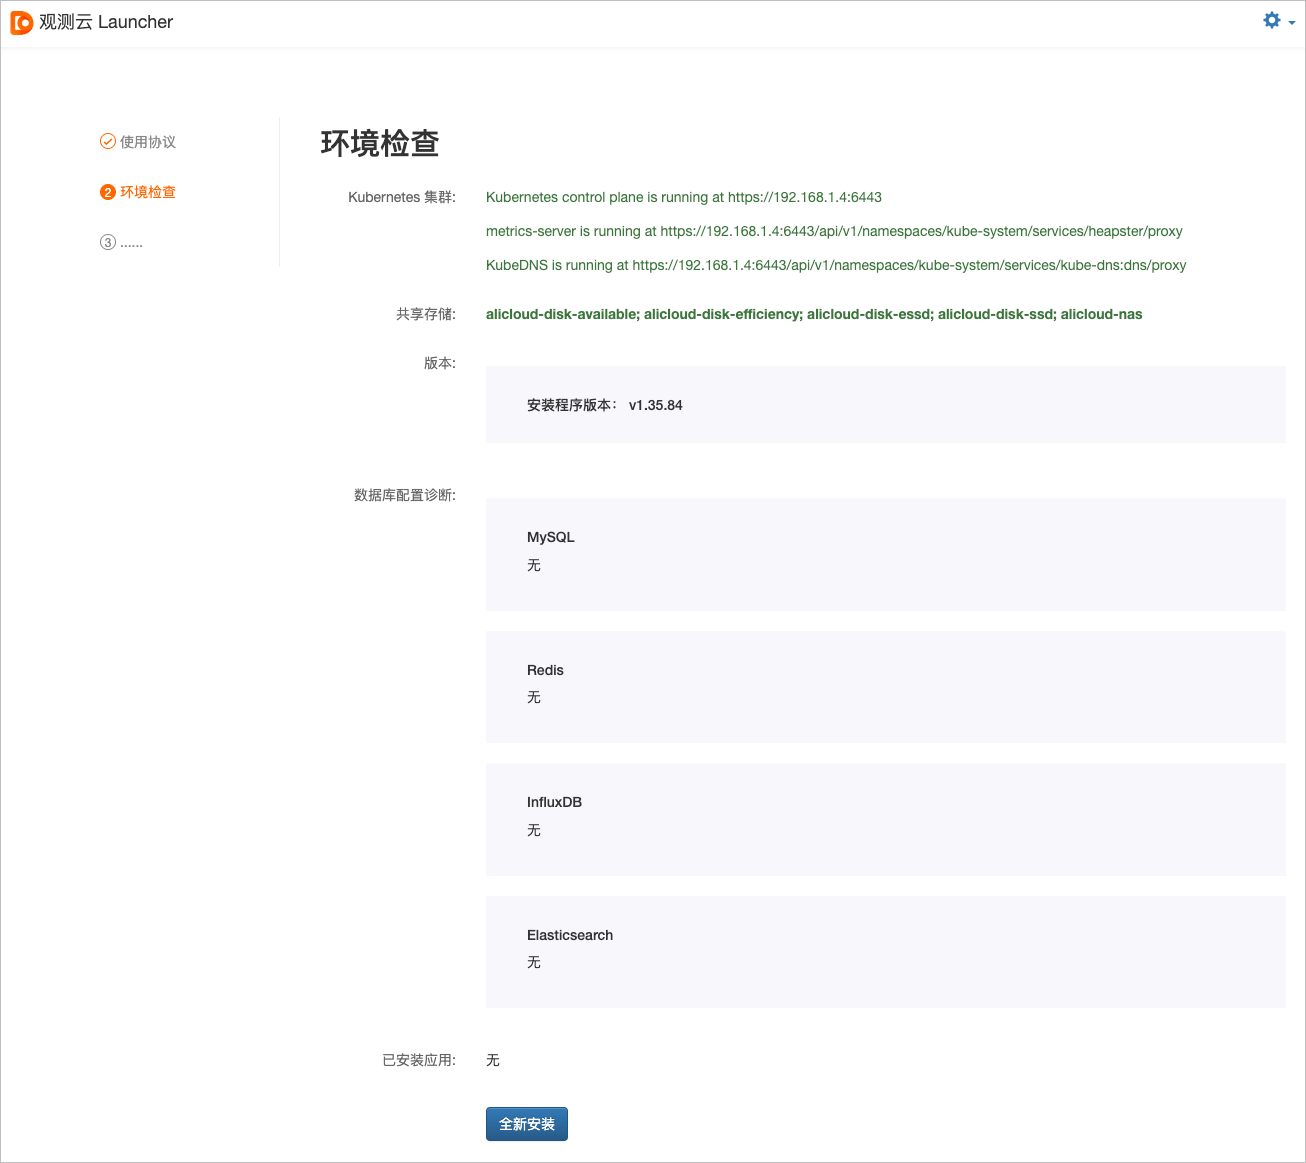 观测云 Launcher
使用协议
2 环境检查
3 ......
环境检查
Kubernetes 集群:
Kubernetes control plane is running at https://192.168.1.4:6443
metrics-server is running at https://192.168.1.4:6443/api/v1/namespaces/kube-system/services/heapster/proxy
KubeDNS is running at https://192.168.1.4:6443/api/v1/namespaces/kube-system/services/kube-dns:dns/proxy
共享存储:
alicloud-disk-available; alicloud-disk-efficiency; alicloud-disk-essd; alicloud-disk-ssd; alicloud-nas
版本:
安装程序版本： v1.35.84
数据库配置诊断:
MySQL
无
Redis
无
InfluxDB
无
Elasticsearch
无
已安装应用:
无
全新安装